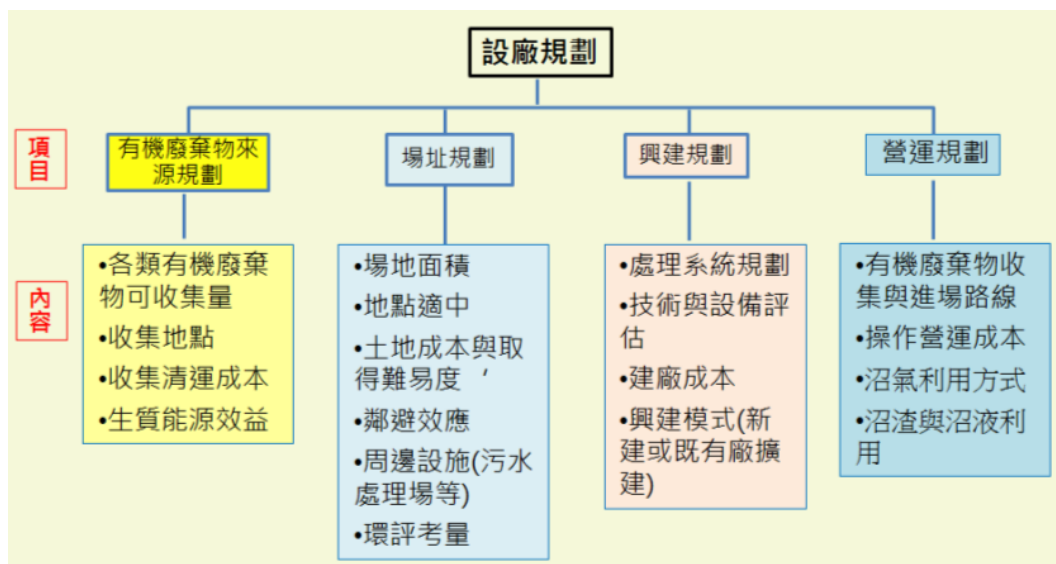 設廠規劃
項目
有機廢棄物來
源規劃
場址規劃
興建規劃
營運規劃
內容
•各類有機廢棄
物可收集量
•收集地點
•收集清運成本
•生質能源效益
•場地面積
•地點適中
•土地成本與取
得難易度，
•鄰避效應
•周邊設施(污水
處理場等)
•環評考量
•處理系統規劃
•技術與設備評
估
•建廠成本
•興建模式(新
建或既有廠擴
建)
•有機廢棄物收
集與進場路線
•操作營運成本
•沼氣利用方式
•沼渣與沼液利
用